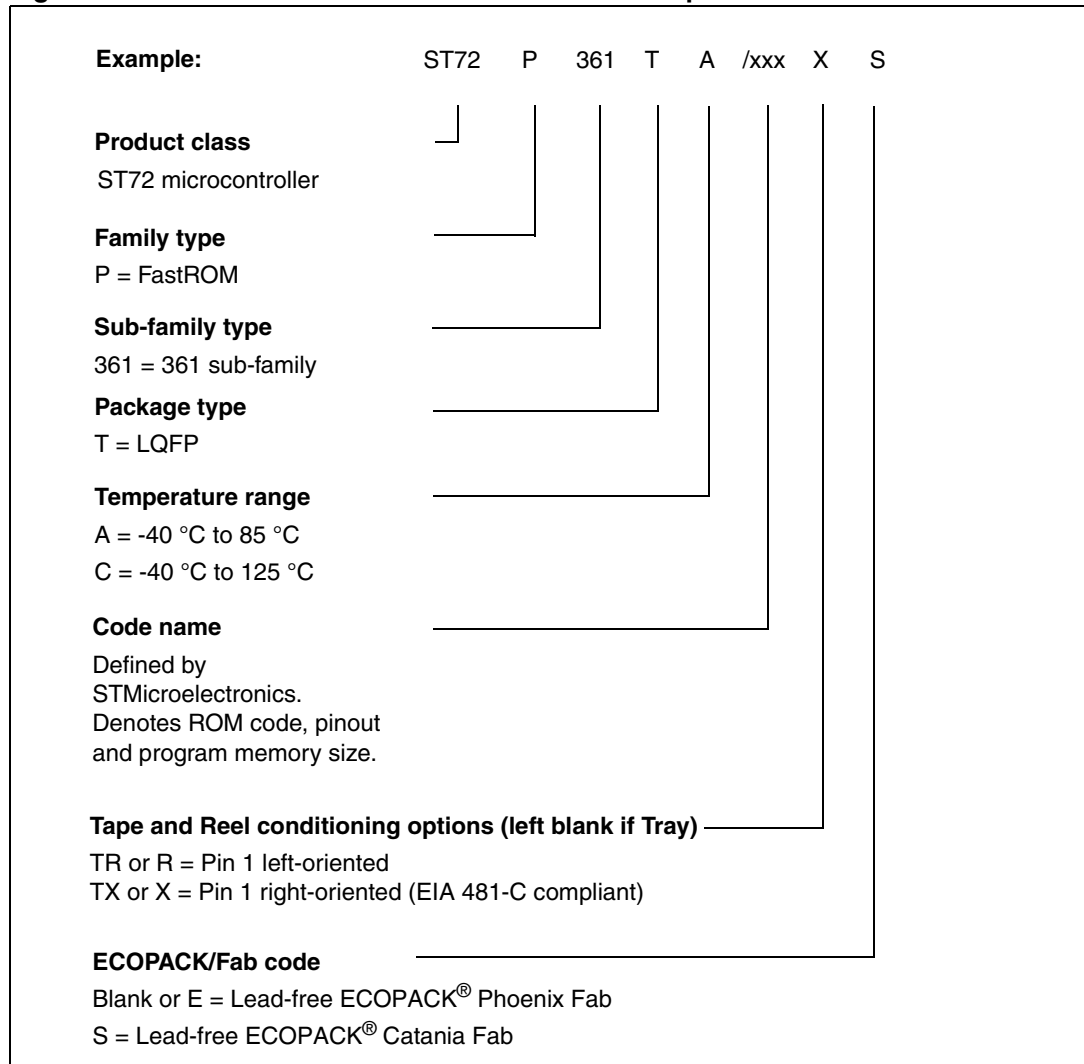 Example: ST72 P 361 T A /xxx X S
Product class
ST72 microcontroller
Family type
P = FastROM
Sub-family type
361 = 361 sub-family
Package type
T = LQFP
Temperature range
A = -40 °C to 85 °C
C = -40 °C to 125 °C
Code name
Defined by
STMicroelectronics.
Denotes ROM code, pinout
and program memory size.
Tape and Reel conditioning options (left blank if Tray)
TR or R = Pin 1 left-oriented
TX or X = Pin 1 right-oriented (EIA 481-C compliant)
ECOPACK/Fab code
Blank or E = Lead-free ECOPACK® Phoenix Fab
S = Lead-free ECOPACK® Catania Fab